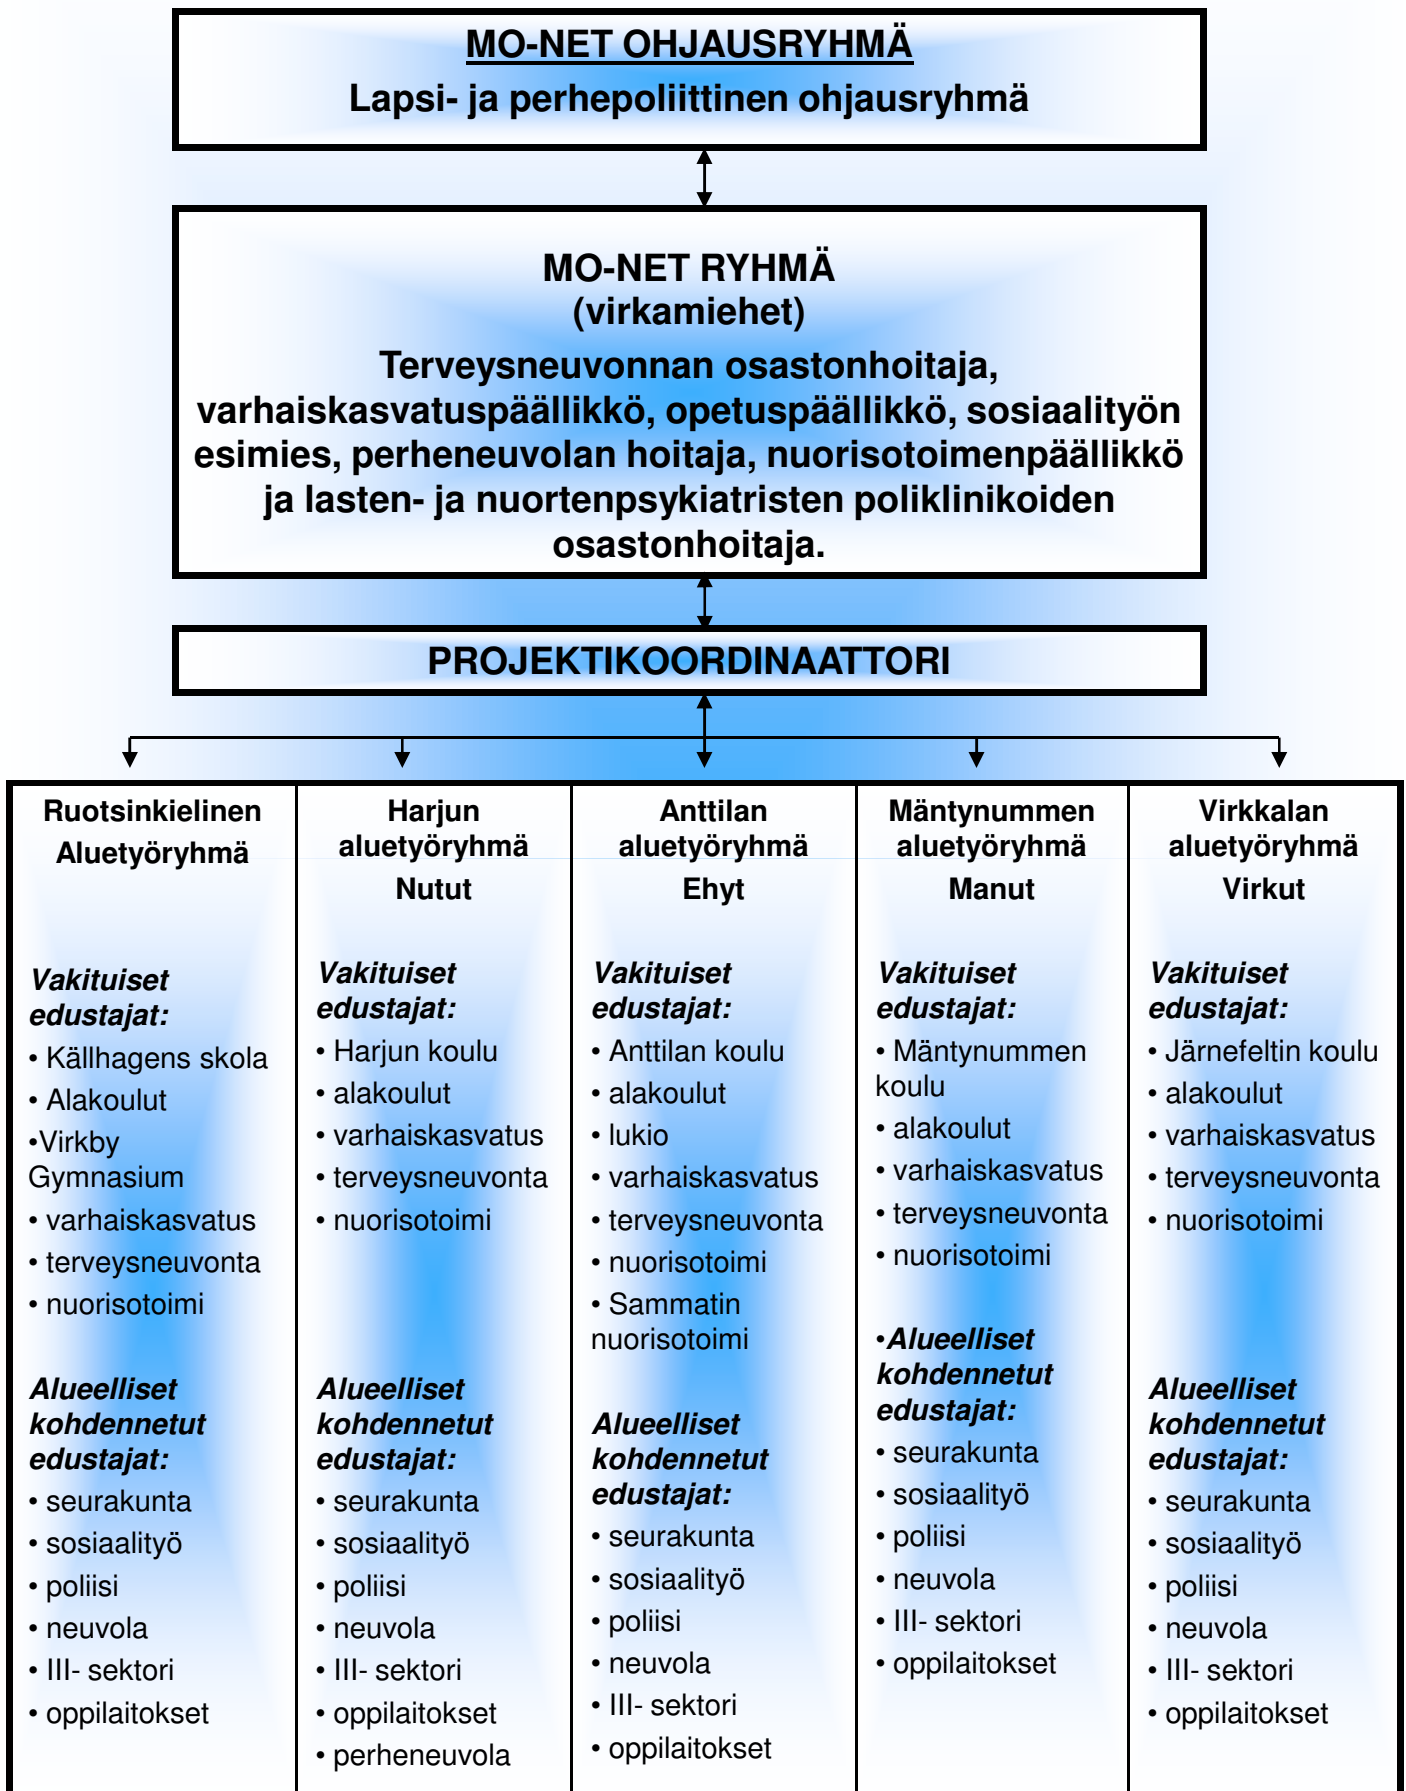 MO-NET OHJAUSRYHMÄ
Lapsi- ja perhepoliittinen ohjausryhmä
MO-NET RYHMÄ
(virkamiehet)
Terveysneuvonnan osastonhoitaja,
varhaiskasvatuspäällikkö, opetuspäällikkö, sosiaalityön
esimies, perheneuvolan hoitaja, nuorisotoimenpäällikkö
ja lasten- ja nuortenpsykiatristen poliklinikoiden
osastonhoitaja.
PROJEKTIKOORDINAATTORI
Ruotsinkielinen
Aluetyöryhmä
Vakituiset
edustajat:
• Källhagens skola
• Alakoulut
•Virkby
Gymnasium
• varhaiskasvatus
• terveysneuvonta
• nuorisotoimi
Alueelliset
kohdennetut
edustajat:
• seurakunta
• sosiaalityö
• poliisi
• neuvola
• III- sektori
• oppilaitokset
Harjun
aluetyöryhmä
Nutut
Vakituiset
edustajat:
• Harjun koulu
• alakoulut
• varhaiskasvatus
• terveysneuvonta
• nuorisotoimi
Alueelliset
kohdennetut
edustajat:
• seurakunta
• sosiaalityö
• poliisi
• neuvola
• III- sektori
• oppilaitokset
• perheneuvola
Anttilan
aluetyöryhmä
Ehyt
Vakituiset
edustajat:
• Anttilan koulu
• alakoulut
• lukio
• varhaiskasvatus
• terveysneuvonta
• nuorisotoimi
• Sammatin
nuorisotoimi
Alueelliset
kohdennetut
edustajat:
• seurakunta
• sosiaalityö
• poliisi
• neuvola
• III- sektori
• oppilaitokset
Mäntynummen
aluetyöryhmä
Manut
Vakituiset
edustajat:
• Mäntynummen
koulu
• alakoulut
• varhaiskasvatus
• terveysneuvonta
• nuorisotoimi
•Alueelliset
kohdennetut
edustajat:
• seurakunta
• sosiaalityö
• poliisi
• neuvola
• III- sektori
• oppilaitokset
Virkkalan
aluetyöryhmä
Virkut
Vakituiset
edustajat:
• Järnefeltin koulu
• alakoulut
• varhaiskasvatus
• terveysneuvonta
• nuorisotoimi
Alueelliset
kohdennetut
edustajat:
• seurakunta
• sosiaalityö
• poliisi
• neuvola
• III- sektori
• oppilaitokset